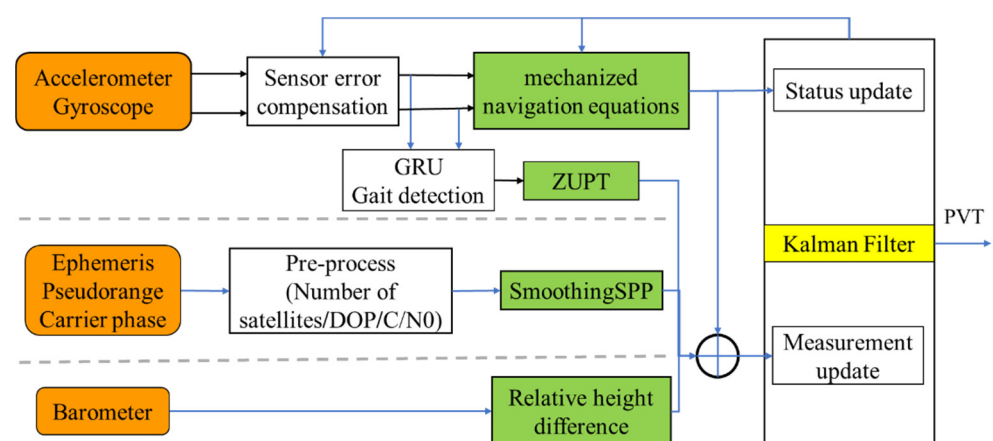 Accelerometer
Gyroscope
Sensor error
compensation
mechanized
navigation equations
Status update
GRU
Gait detection
ZUPT
Kalman Filter
PVT
Ephemeris
Pseudorange
Carrier phase
Pre-process
(Number of
satellites/DOP/C/N0)
SmoothingSPP
Measurement
update
Barometer
Relative height
difference